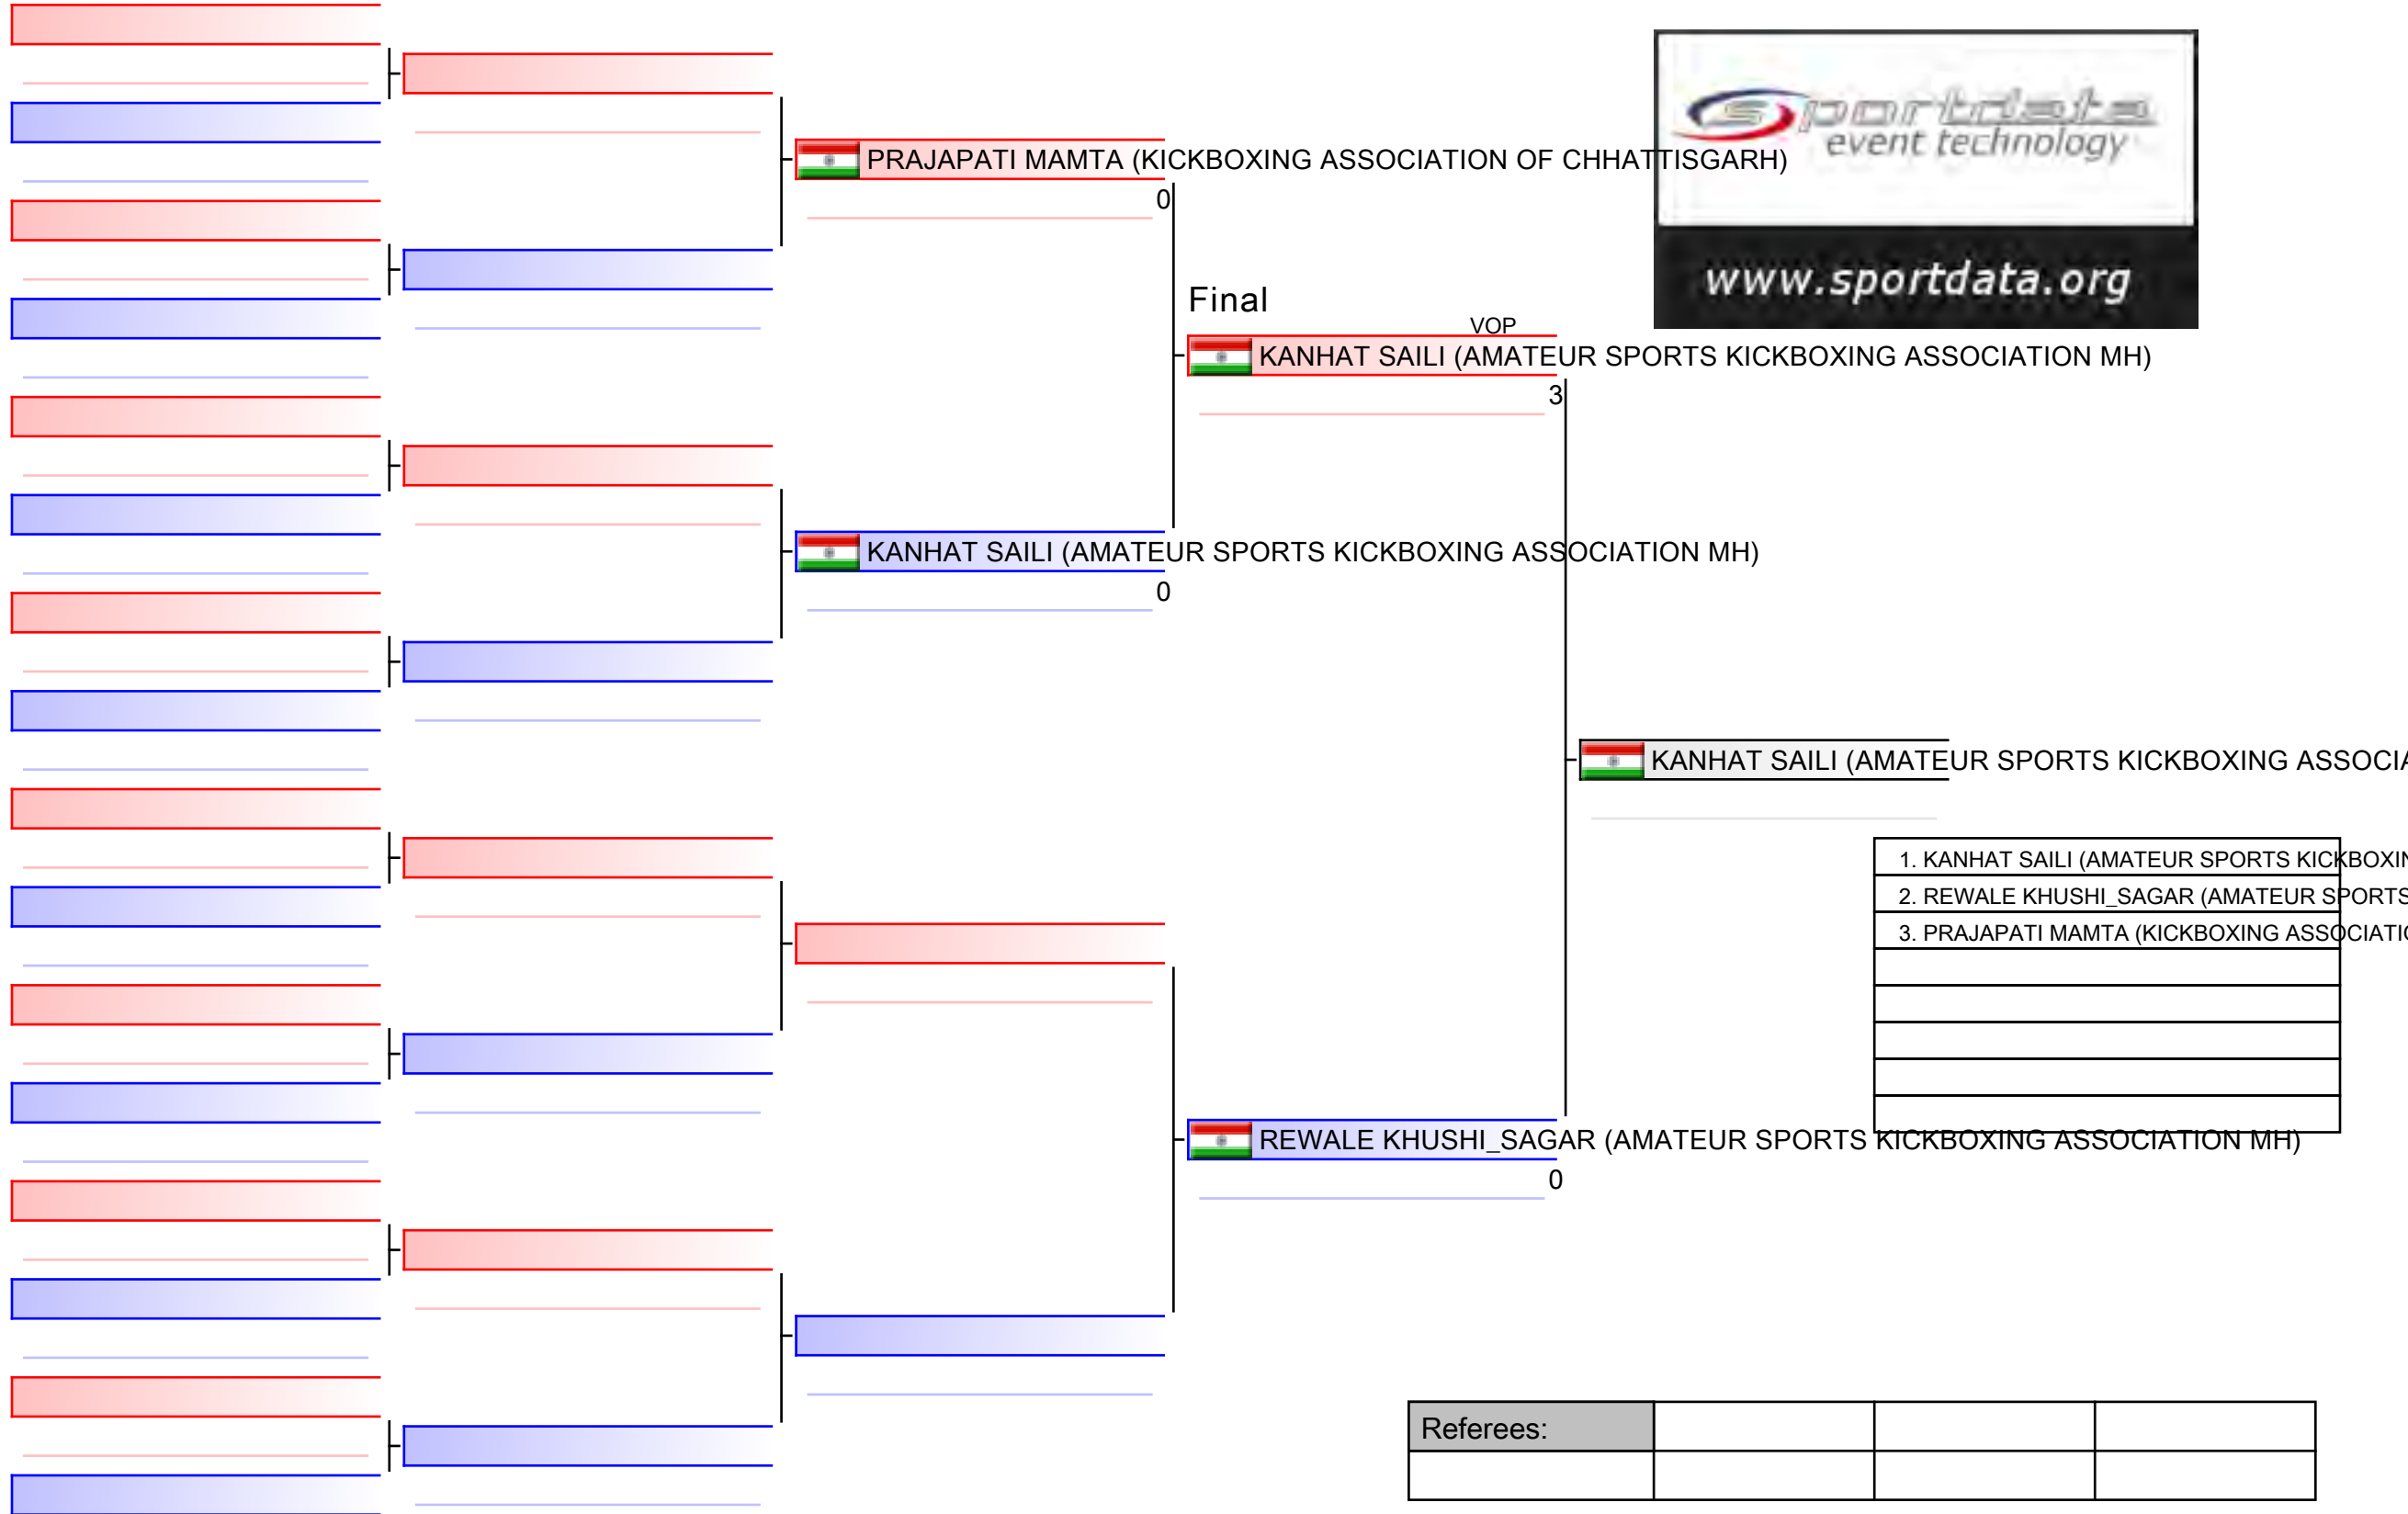 sportdata
event technology
www.sportdata.org
PRAJAPATI MAMTA (KICKBOXING ASSOCIATION OF CHHATTISGARH)
0
Final
VOP
KANHAT SAILI (AMATEUR SPORTS KICKBOXING ASSOCIATION MH)
3
KANHAT SAILI (AMATEUR SPORTS KICKBOXING ASSOCIATION MH)
0
KANHAT SAILI (AMATEUR SPORTS KICKBOXING ASSOCIA
1. KANHAT SAILI (AMATEUR SPORTS KICKBOXIN
2. REWALE KHUSHI_SAGAR (AMATEUR SPORTS
3. PRAJAPATI MAMTA (KICKBOXING ASSOCIATIO
REWALE KHUSHI_SAGAR (AMATEUR SPORTS KICKBOXING ASSOCIATION MH)
0
Referees: